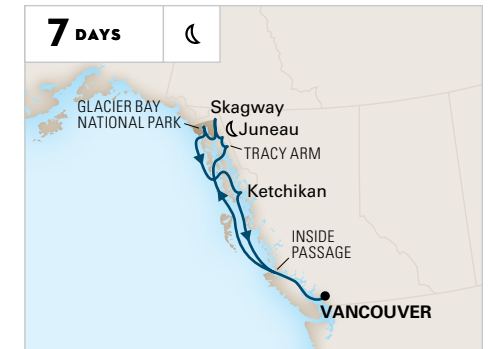 7 DAYS
GLACIER BAY
NATIONAL PARK
Skagway
Juneau
TRACY ARM
Ketchikan
INSIDE
PASSAGE
VANCOUVER